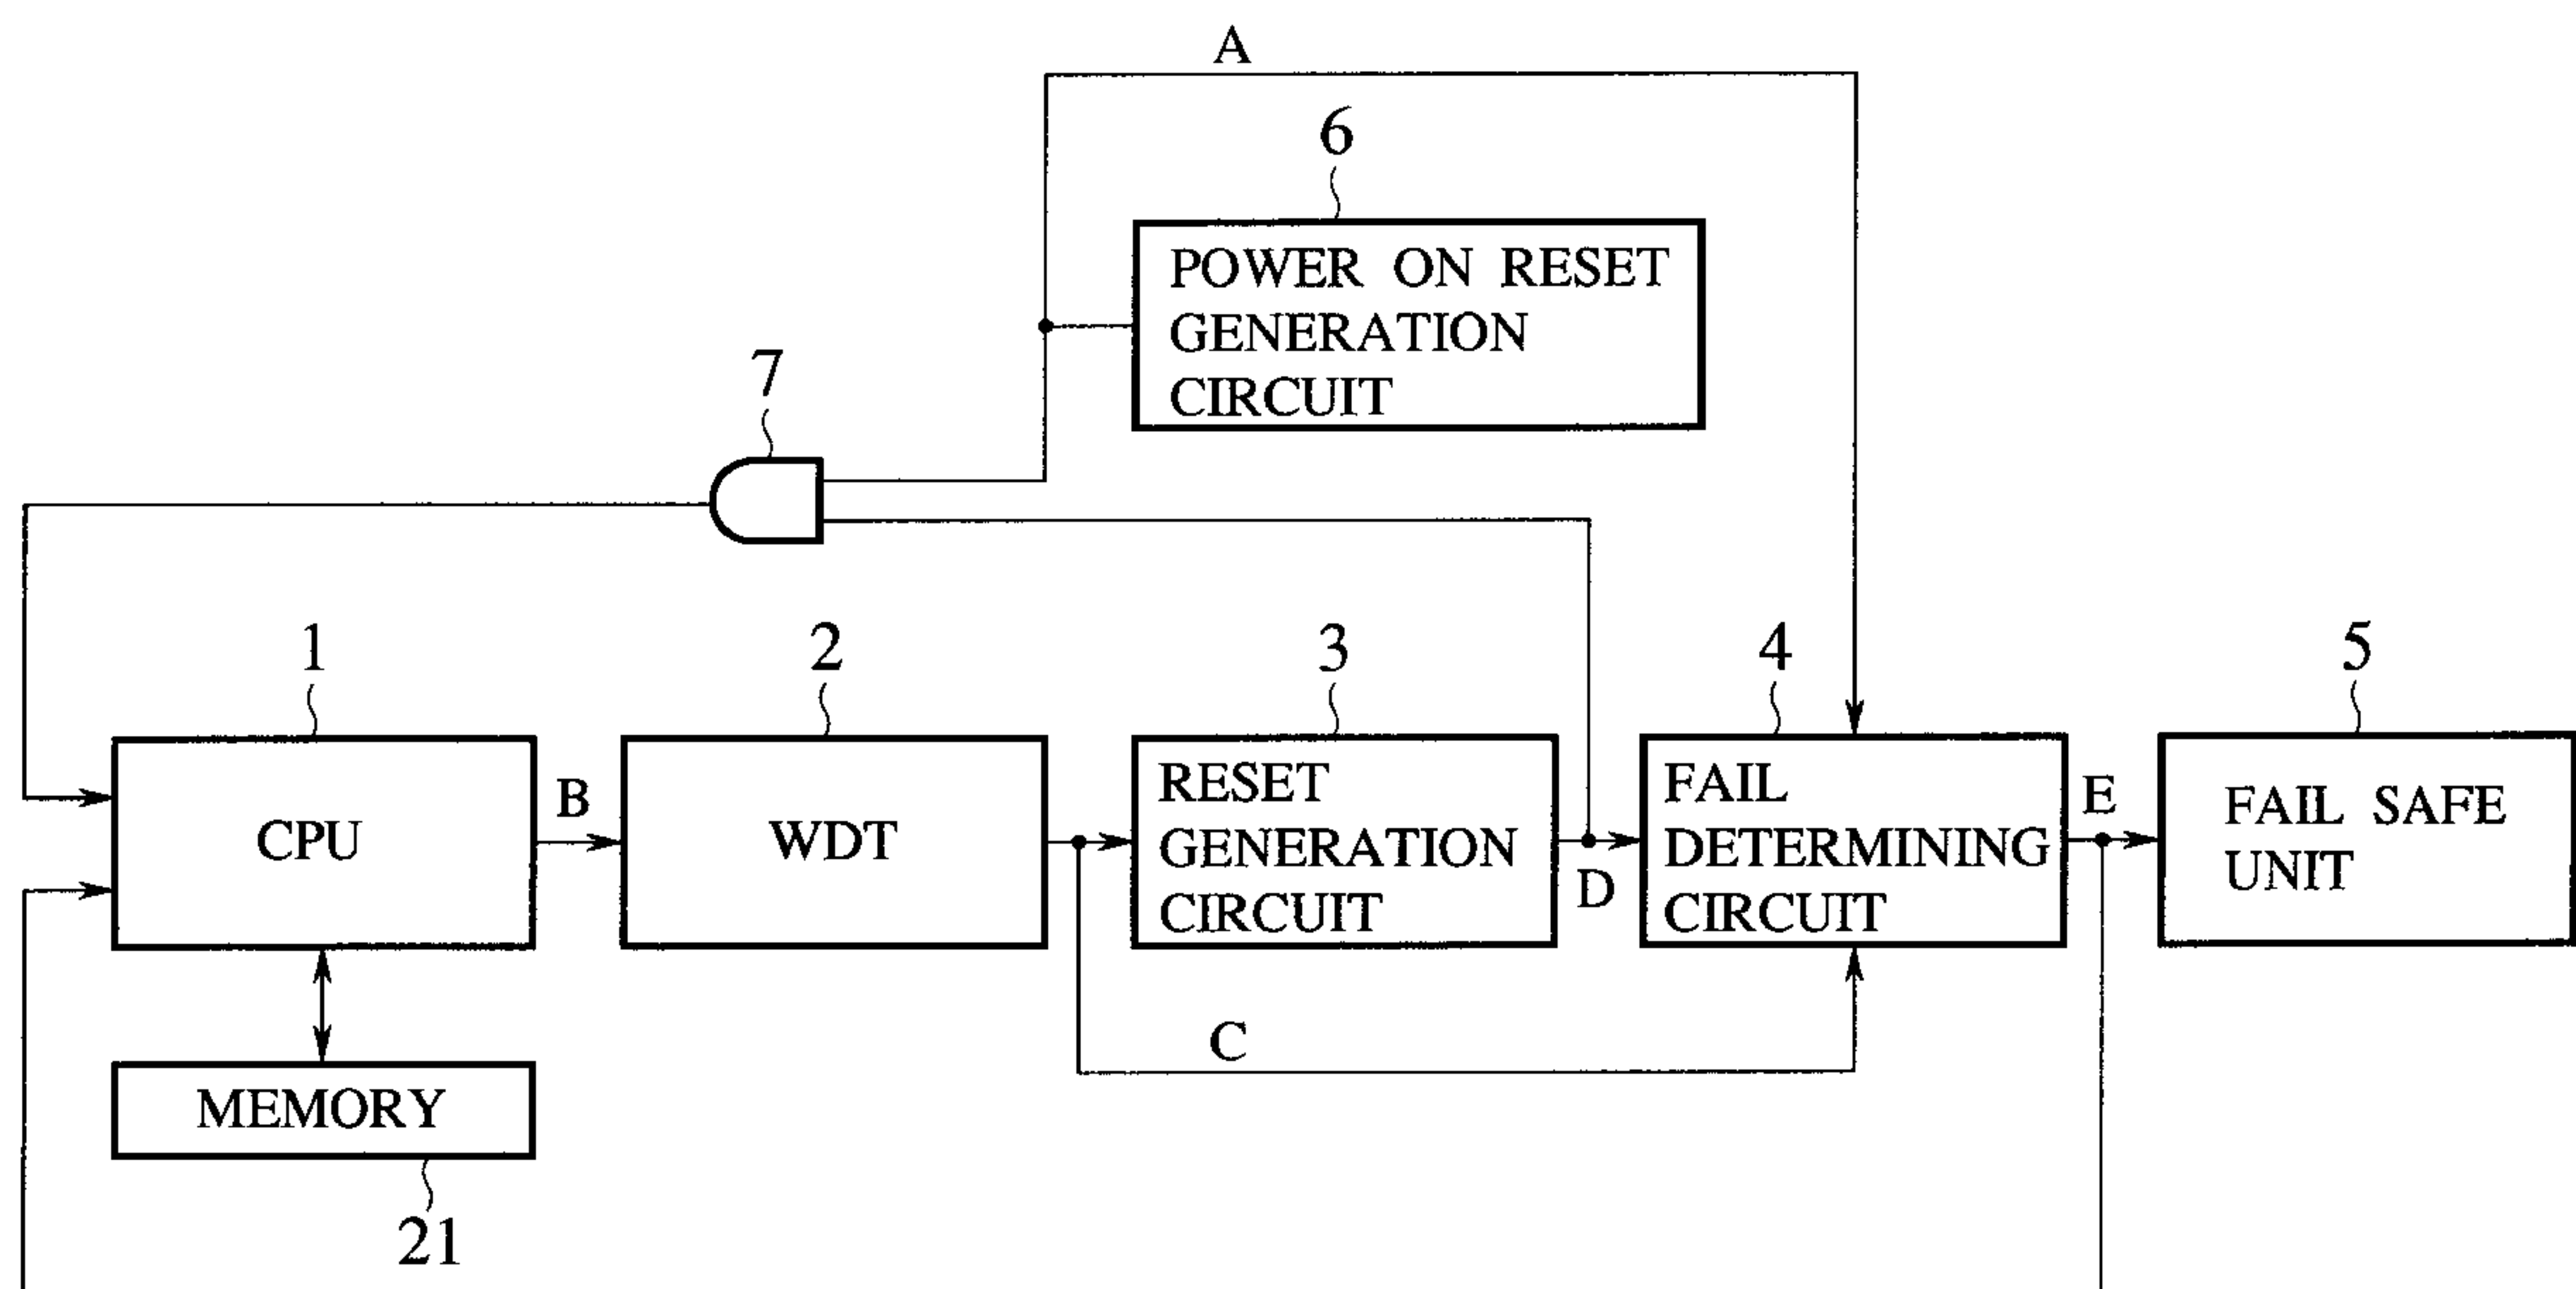 A
6
POWER ON RESET
GENERATION
CIRCUIT
7
1
2
3
4
5
CPU
B
WDT
RESET
GENERATION
CIRCUIT
D
FAIL
DETERMINING
CIRCUIT
E
FAIL SAFE
UNIT
C
MEMORY
21